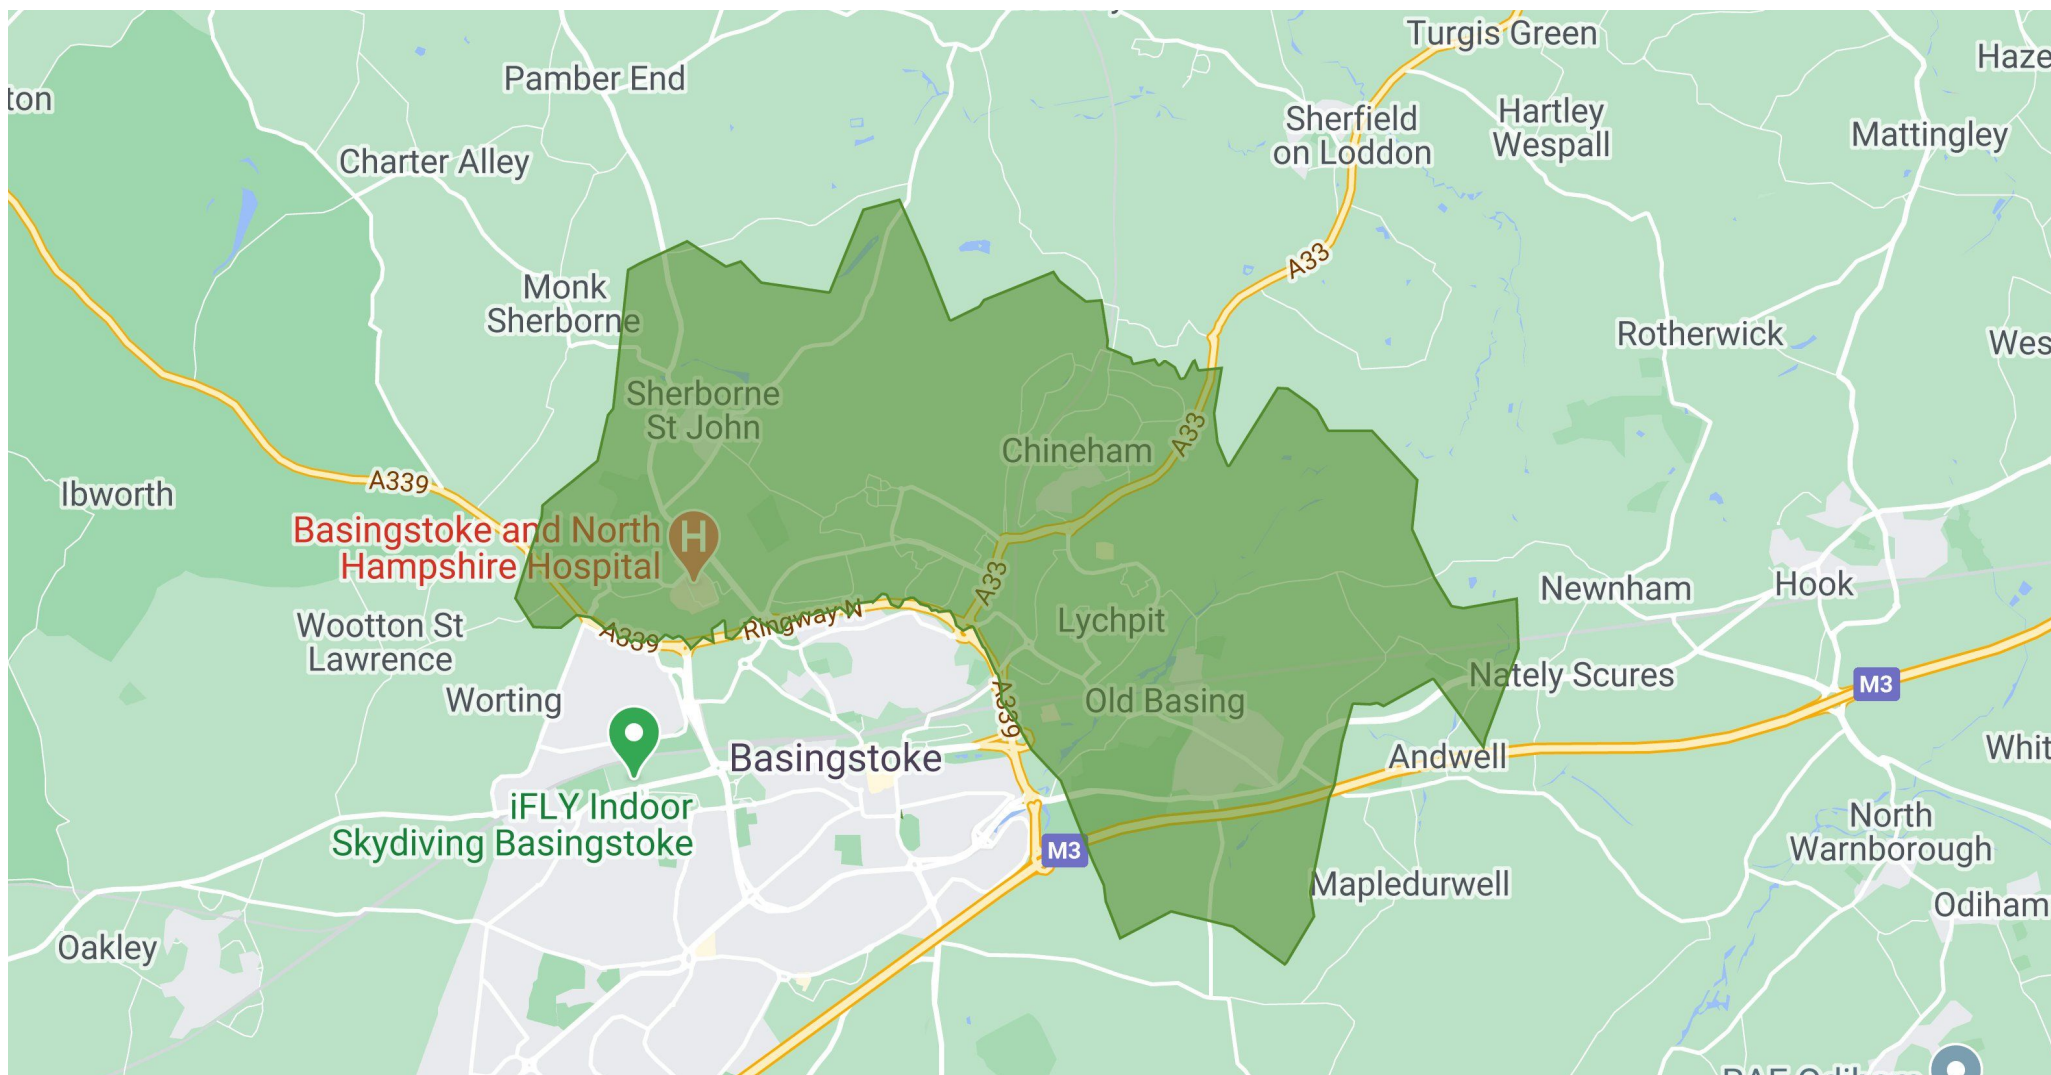 Turgis Green
Haze
Pamber End
ton
Sherfield
on Loddon
Hartley
Wespall
Mattingley
Charter Alley
A33
Monk
Sherborne
Rotherwick
Wes
Sherborne
St John
Chineham
A33
A339
Ibworth
Basingstoke and North
Hampshire Hospital
H
A33
Newnham
Hook
Wootton St
Lawrence
A339
Ringway N
Lychpit
Nately Scures
M3
Worting
A339
Old Basing
Basingstoke
Andwell
Whit
iFLY Indoor
Skydiving Basingstoke
M3
North
Warnborough
Mapledurwell
Odiham
Oakley
RAF Odiham